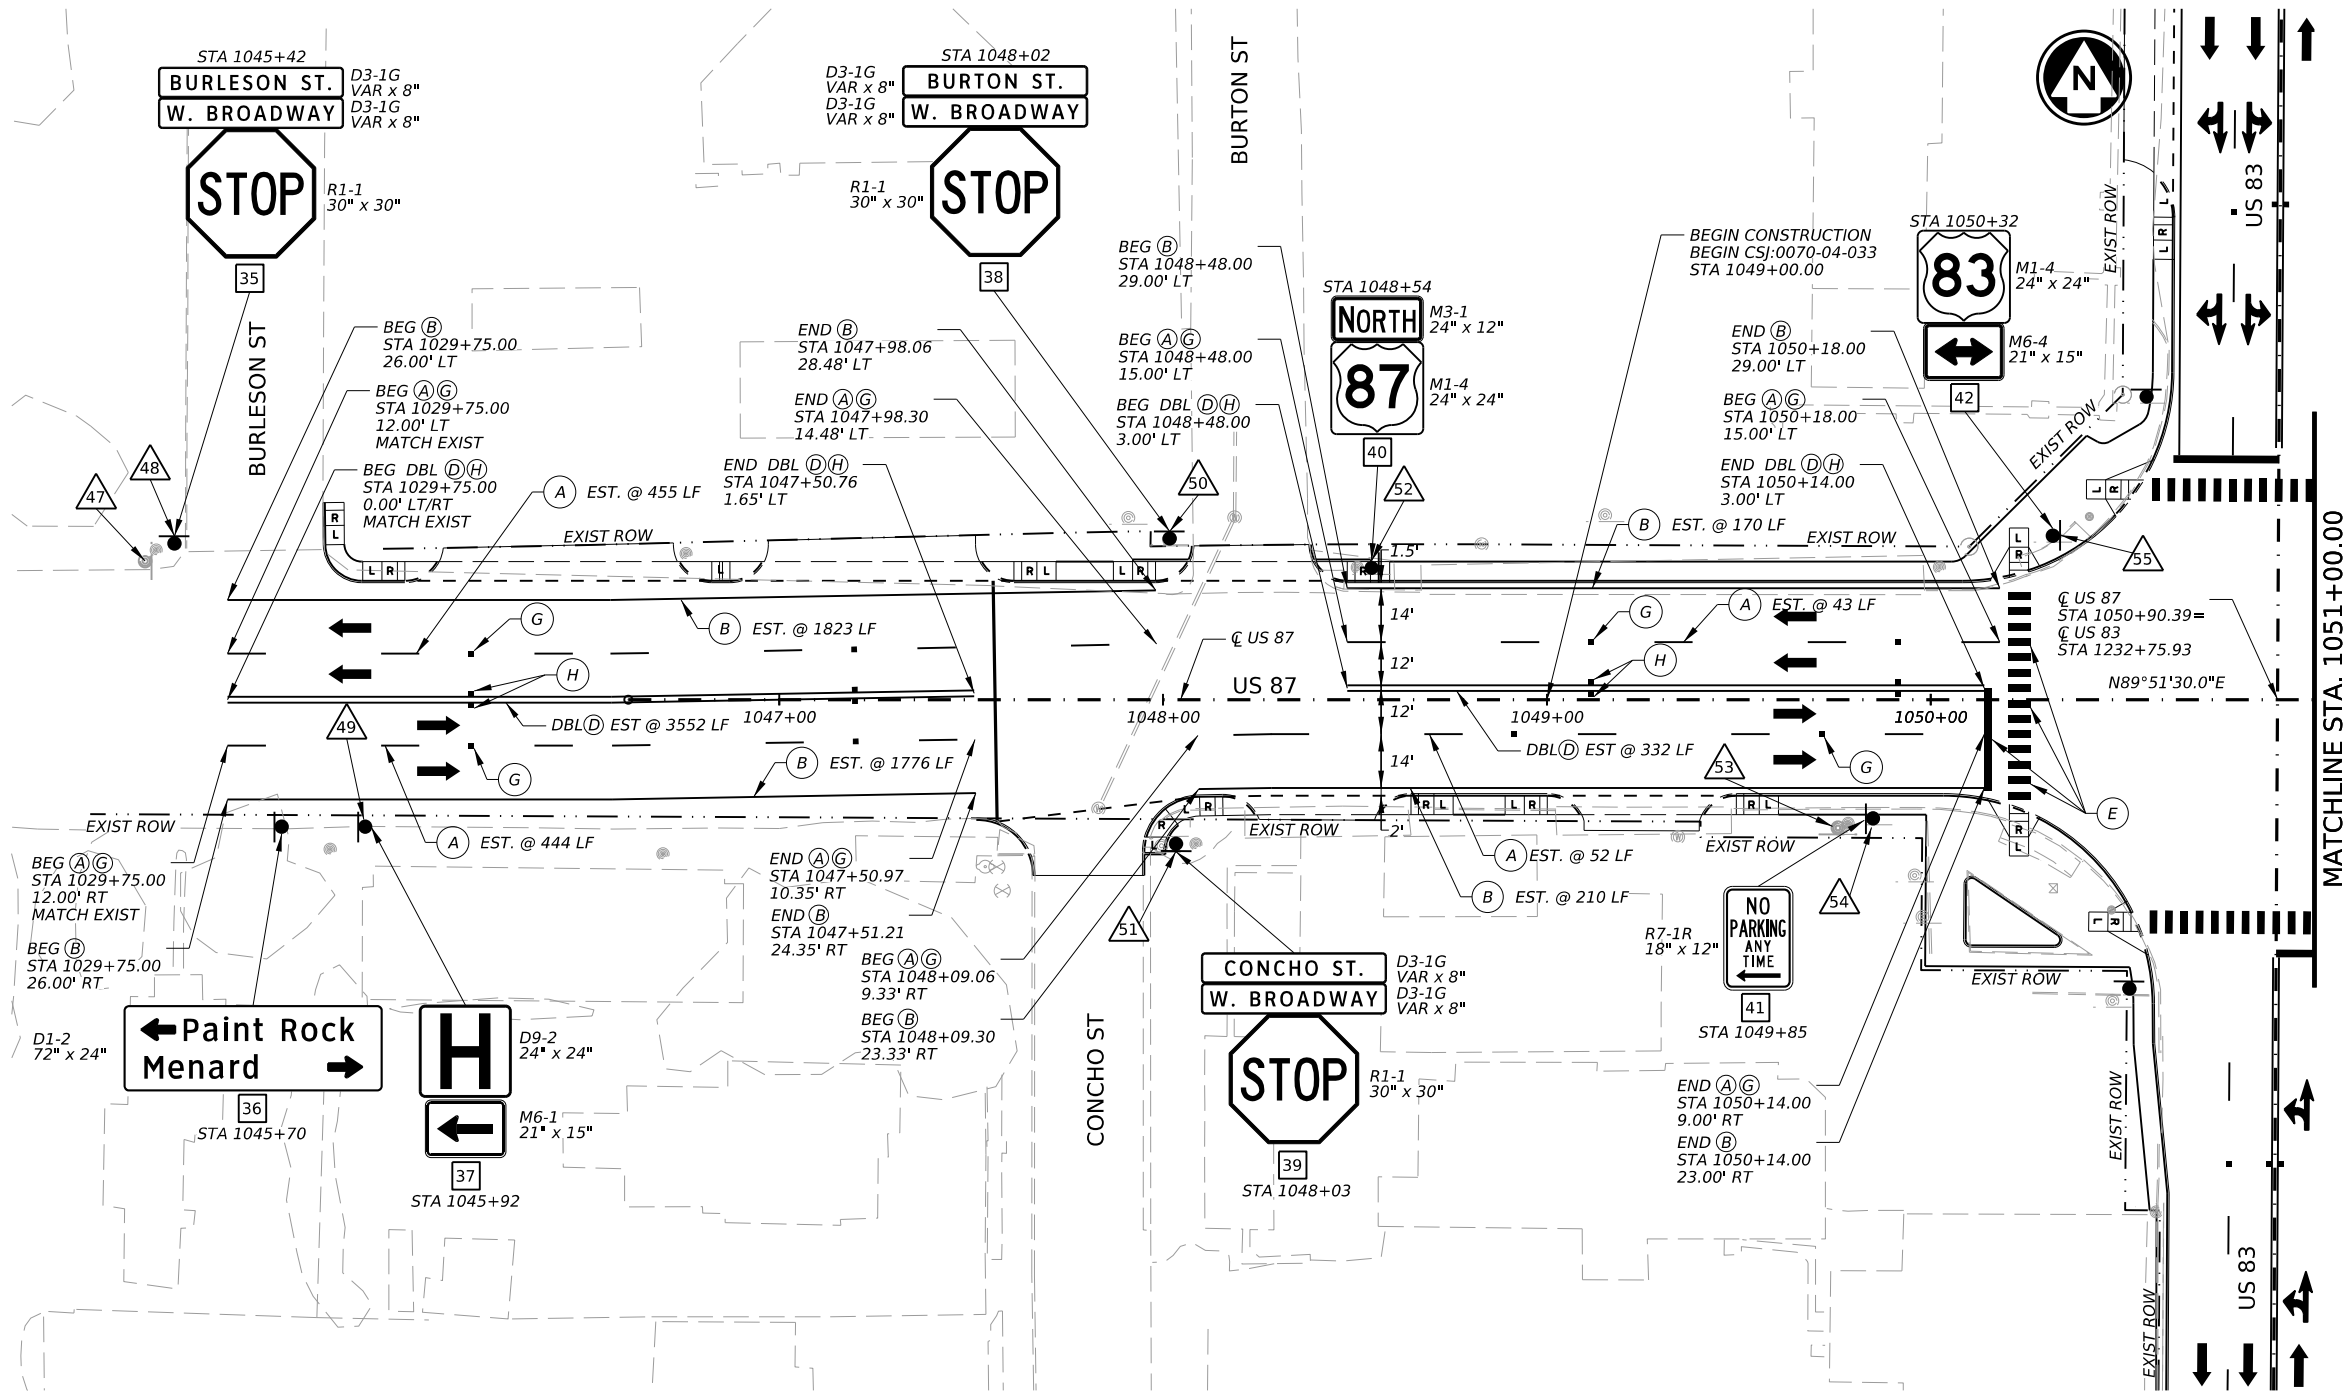 STA 1045+42
BURLESON ST.
W. BROADWAY
D3-1G
VAR x 8"
D3-1G
VAR x 8"
STOP
R1-1
30" x 30"
35
STA 1048+02
D3-1G
VAR x 8"
D3-1G
VAR x 8"
BURTON ST.
W. BROADWAY
R1-1
30" x 30"
STOP
38
BURTON ST
N
US 83
EXIST ROW
BURLESON ST
47
48
BEG B
STA 1029+75.00
26.00' LT
BEG A G
STA 1029+75.00
12.00' LT
MATCH EXIST
BEG DBL D H
STA 1029+75.00
0.00' LT/RT
MATCH EXIST
A EST. @ 455 LF
EXIST ROW
END B
STA 1047+98.06
28.48' LT
END A G
STA 1047+98.30
14.48' LT
END DBL D H
STA 1047+50.76
1.65' LT
BEG B
STA 1048+48.00
29.00' LT
BEG A G
STA 1048+48.00
15.00' LT
BEG DBL D H
STA 1048+48.00
3.00' LT
50
STA 1048+54
NORTH
M3-1
24" x 12"
87
M1-4
24" x 24"
40
52
BEGIN CONSTRUCTION
BEGIN CSJ:0070-04-033
STA 1049+00.00
STA 1050+32
83
M1-4
24" x 24"
M6-4
21" x 15"
42
END B
STA 1050+18.00
29.00' LT
BEG A G
STA 1050+18.00
15.00' LT
END DBL D H
STA 1050+14.00
3.00' LT
EXIST ROW
B EST. @ 170 LF
EXIST ROW
55
R
L
L R
L
R L
L R
R
L R
L
R
L
R
L
L R
1.5'
14'
12'
12'
14'
2'
G
B EST. @ 1823 LF
H
G
A EST. @ 43 LF
H
℄ US 87
US 87
℄ US 87
STA 1050+90.39=
℄ US 83
STA 1232+75.93
N89°51'30.0"E
MATCHLINE STA. 1051+00.00
1047+00
1048+00
1049+00
1050+00
49
DBL D EST @ 3552 LF
G
B EST. @ 1776 LF
DBL D EST @ 332 LF
53
G
E
EXIST ROW
A EST. @ 444 LF
R
L
R
R L
L R
R L
R
L
L R
EXIST ROW
EXIST ROW
A EST. @ 52 LF
B EST. @ 210 LF
BEG A G
STA 1029+75.00
12.00' RT
MATCH EXIST
BEG B
STA 1029+75.00
26.00' RT
END A G
STA 1047+50.97
10.35' RT
END B
STA 1047+51.21
24.35' RT
BEG A G
STA 1048+09.06
9.33' RT
BEG B
STA 1048+09.30
23.33' RT
51
R7-1R
18" x 12"
NO
PARKING
ANY
TIME
41
STA 1049+85
54
EXIST ROW
D1-2
72" x 24"
Paint Rock
Menard
36
STA 1045+70
H
D9-2
24" x 24"
M6-1
21" x 15"
37
STA 1045+92
CONCHO ST
CONCHO ST.
W. BROADWAY
D3-1G
VAR x 8"
D3-1G
VAR x 8"
STOP
R1-1
30" x 30"
39
STA 1048+03
END A G
STA 1050+14.00
9.00' RT
END B
STA 1050+14.00
23.00' RT
EXIST ROW
US 83
EXIST ROW